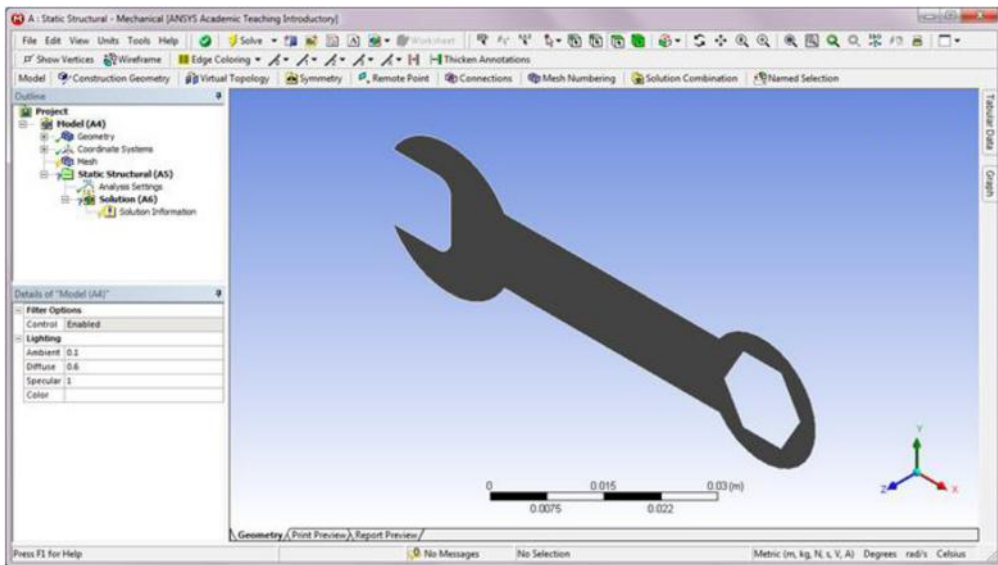 A : Static Structural - Mechanical [ANSYS Academic Teaching Introductory]
File Edit View Units Tools Help Solve Worksheet
Show Vertices Wireframe Edge Coloring Thicken Annotations
Model Construction Geometry Virtual Topology Symmetry Remote Point Connections Mesh Numbering Solution Combination Named Selection
Outline
Project
Model (A4)
Geometry
Coordinate Systems
Mesh
Static Structural (A5)
Analysis Settings
Solution (A6)
Solution Information
Details of "Model (A4)"
Filter Options
Control Enabled
Lighting
Ambient 0.1
Diffuse 0.6
Specular 1
Color
0 0.015 0.03 (m)
0.0075 0.022
Y
Z X
Tabular Data
Graph
Geometry Print Preview Report Preview
Press F1 for Help No Messages No Selection Metric (m, kg, N, s, V, A) Degrees rad/s Celsius